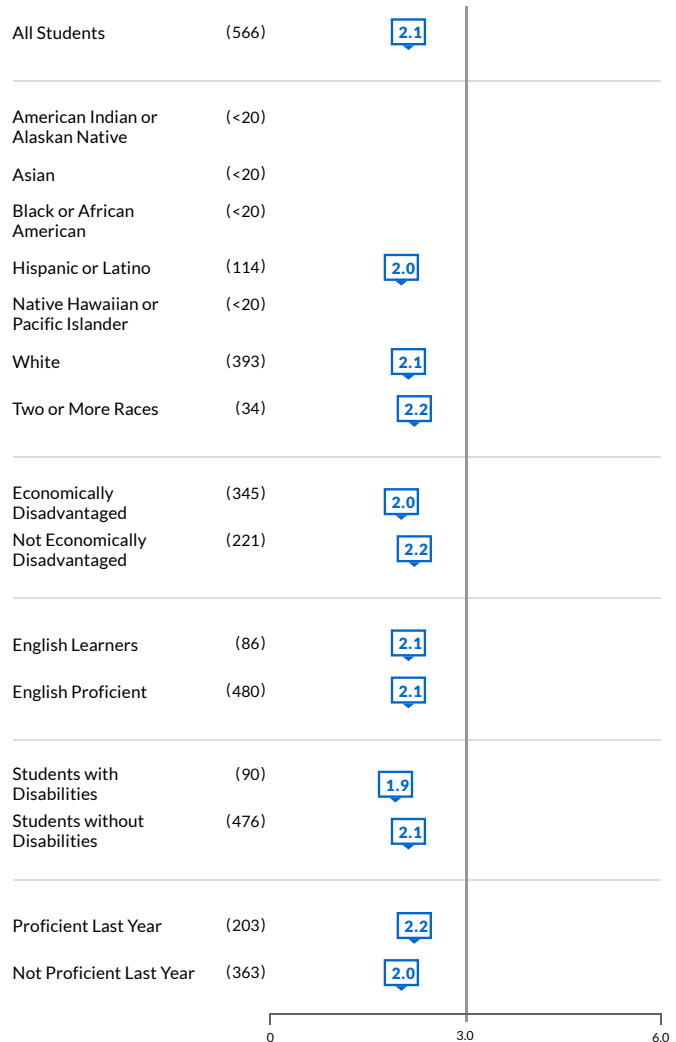 All Students (566) 2.1
American Indian or (<20)
Alaskan Native
Asian (<20)
Black or African (<20)
American
Hispanic or Latino (114) 2.0
Native Hawaiian or (<20)
Pacific Islander
White (393) 2.1
Two or More Races (34) 2.2
Economically (345) 2.0
Disadvantaged
Not Economically (221) 2.2
Disadvantaged
English Learners (86) 2.1
English Proficient (480) 2.1
Students with (90) 1.9
Disabilities
Students without (476) 2.1
Disabilities
Proficient Last Year (203) 2.2
Not Proficient Last Year (363) 2.0
0 3.0 6.0